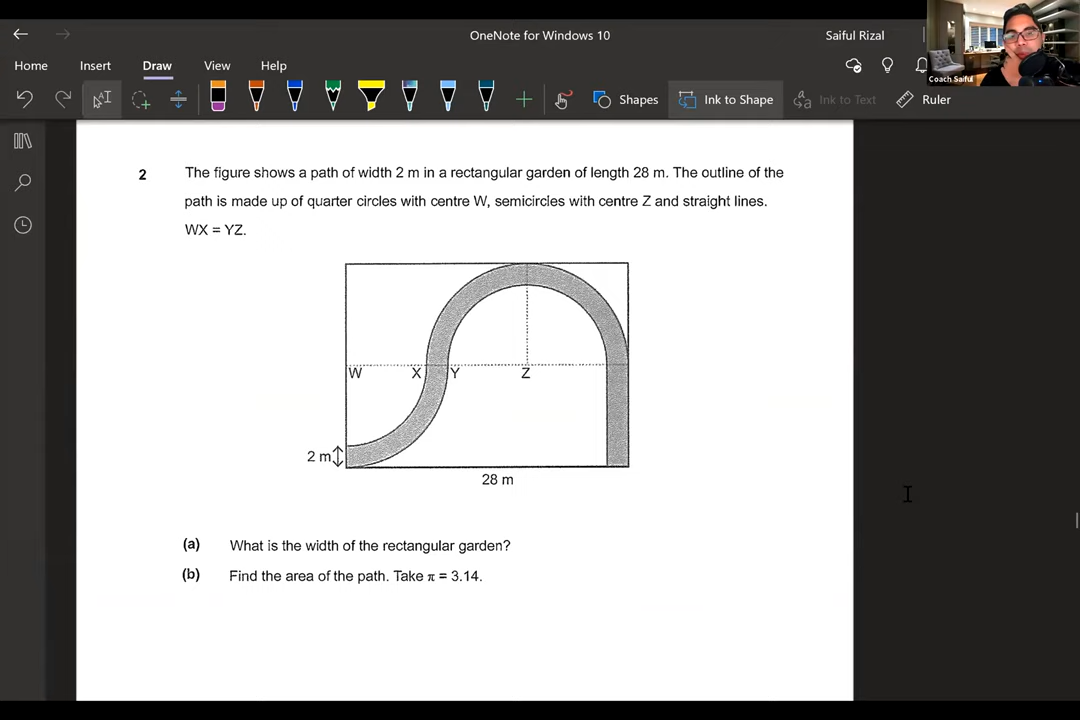 OneNote for Windows 10
Saiful Rizal
Coach Saiful
Home Insert Draw View Help
Shapes Ink to Shape Ink to Text Ruler
2 The figure shows a path of width 2 m in a rectangular garden of length 28 m. The outline of the
path is made up of quarter circles with centre W, semicircles with centre Z and straight lines.
WX = YZ.
W X Y Z
2 m
28 m
(a) What is the width of the rectangular garden?
(b) Find the area of the path. Take π = 3.14.